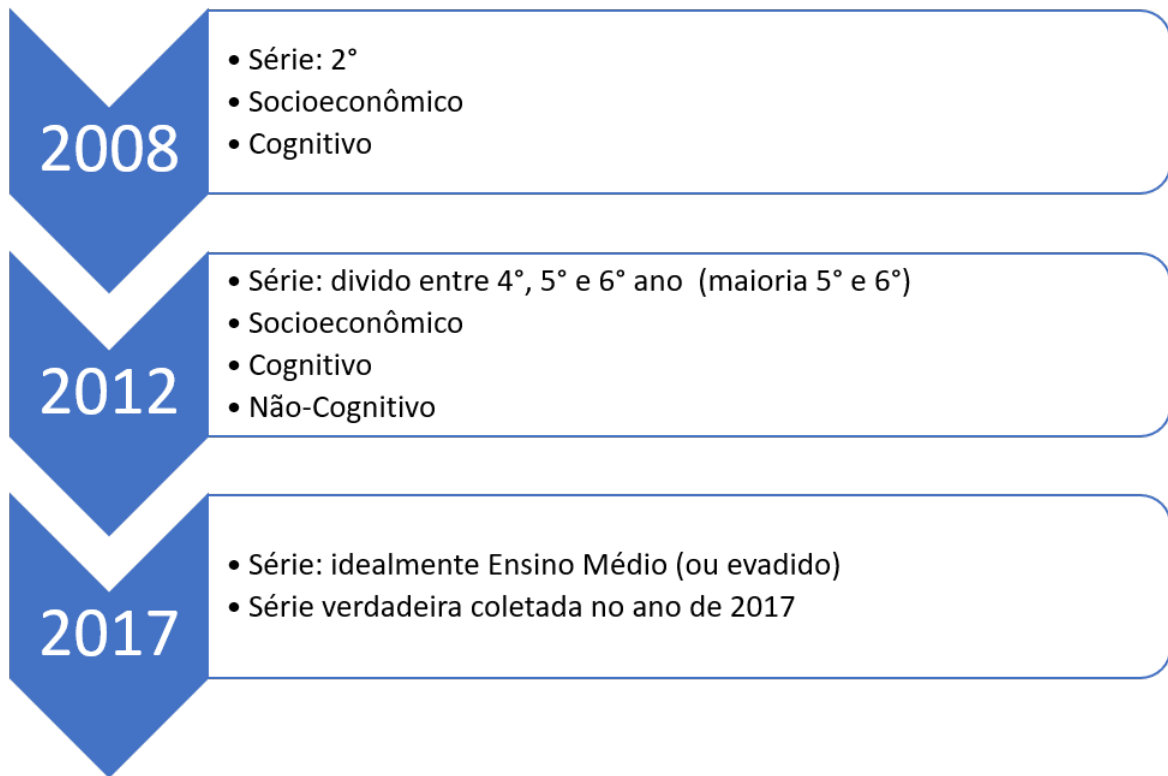 2008
• Série: 2°
• Socioeconômico
• Cognitivo
2012
• Série: divido entre 4°, 5° e 6° ano (maioria 5° e 6°)
• Socioeconômico
• Cognitivo
• Não-Cognitivo
2017
• Série: idealmente Ensino Médio (ou evadido)
• Série verdadeira coletada no ano de 2017